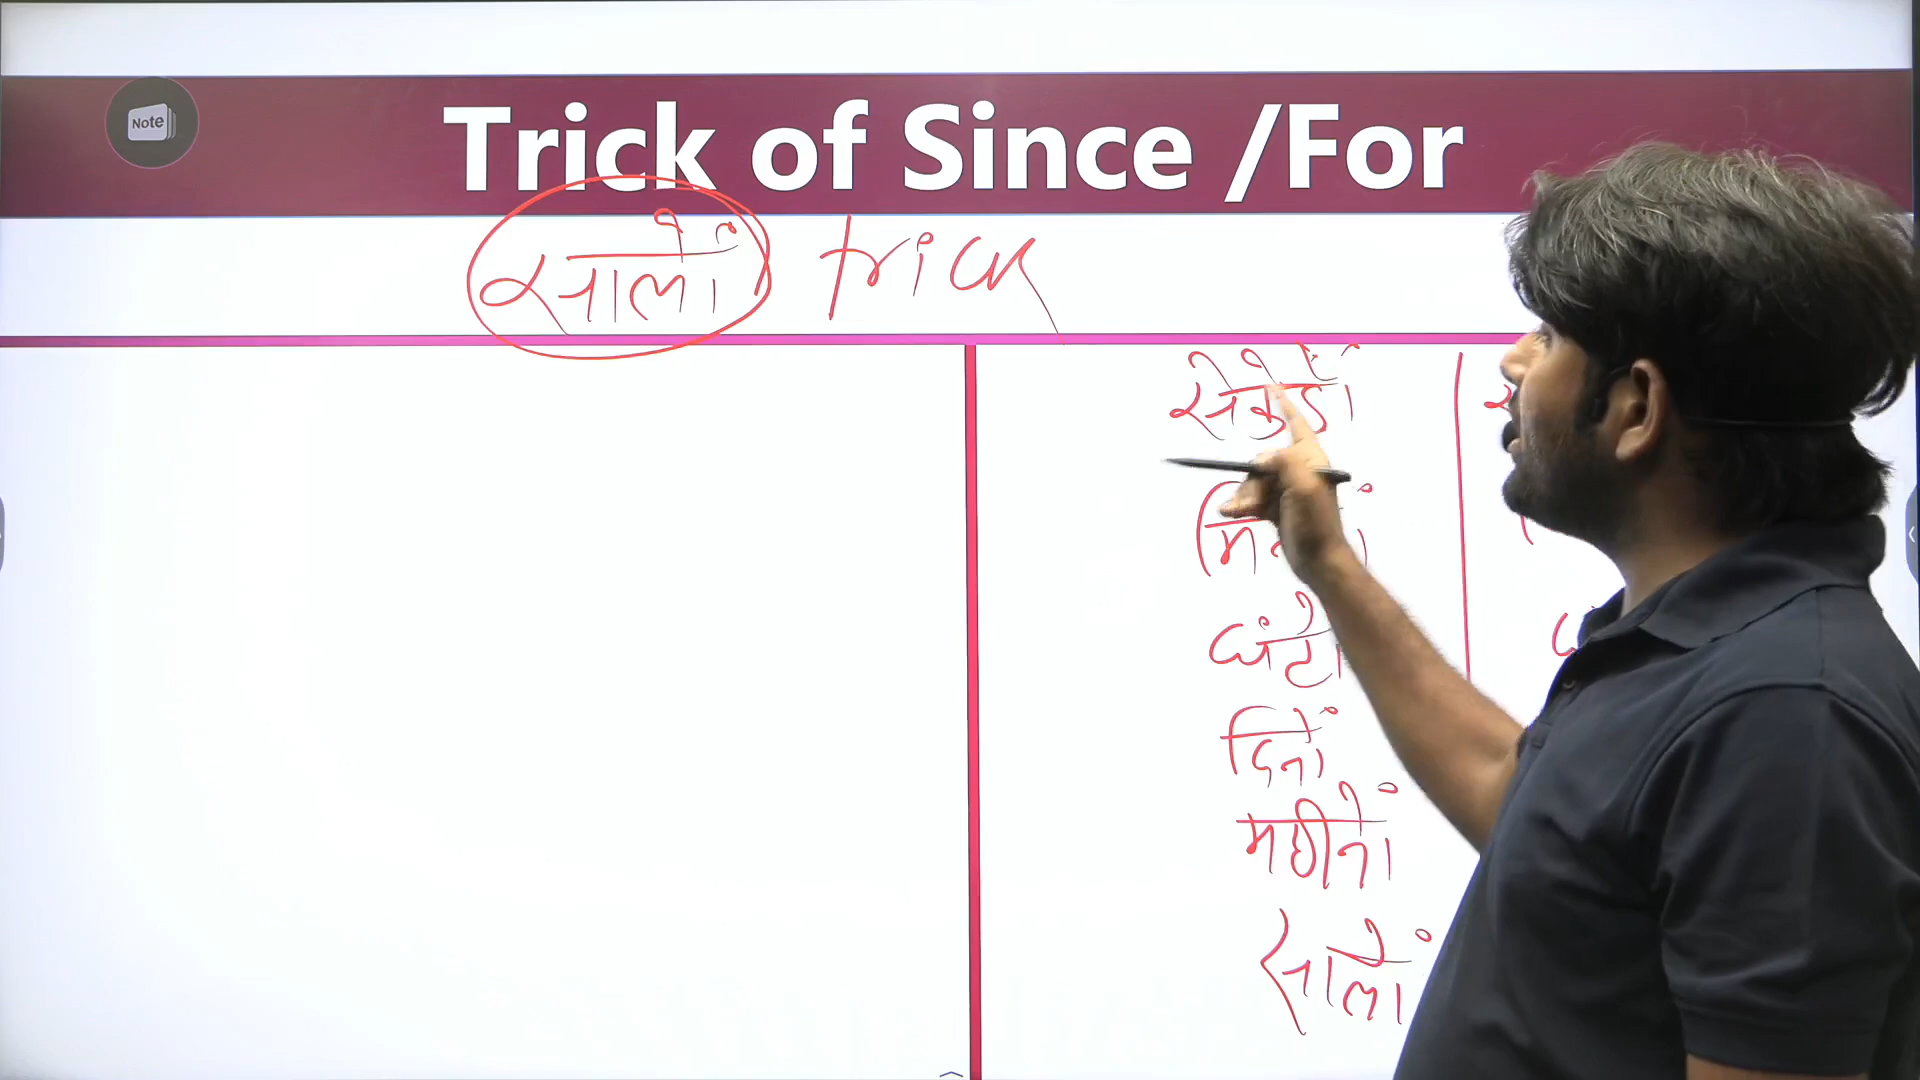 Note
Trick of Since /For
सालों trick
सेकेंडों
घंटों
दिनों
महीनों
सालों